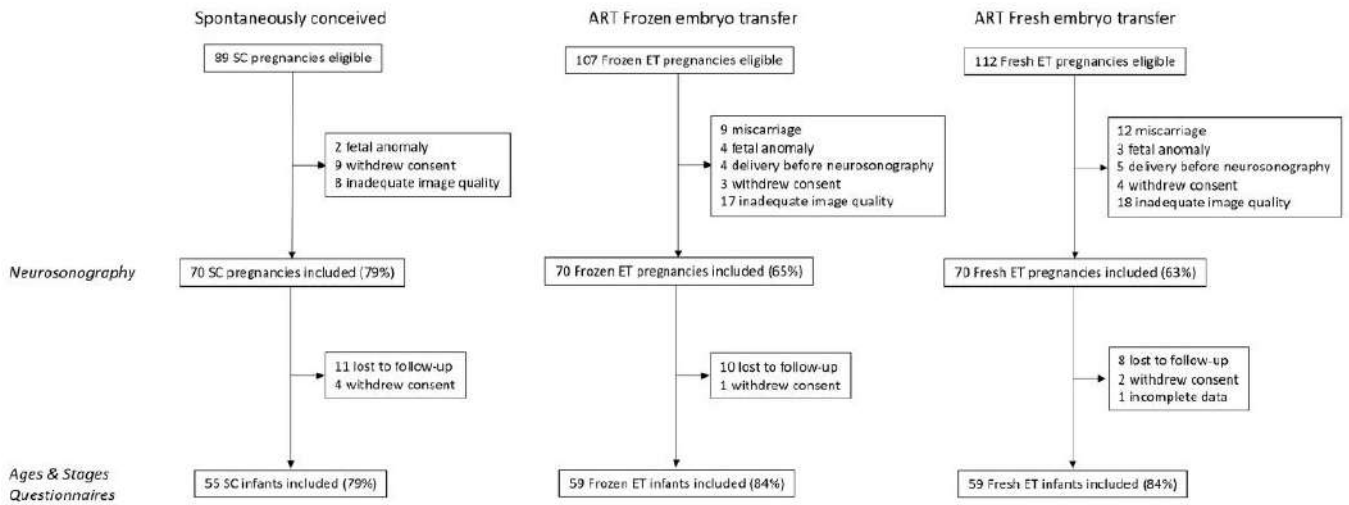 Spontaneously conceived
ART Frozen embryo transfer
ART Fresh embryo transfer
89 SC pregnancies eligible
107 Frozen ET pregnancies eligible
112 Fresh ET pregnancies eligible
2 fetal anomaly
9 withdrew consent
8 inadequate image quality
9 miscarriage
4 fetal anomaly
4 delivery before neurosonography
3 withdrew consent
17 inadequate image quality
12 miscarriage
3 fetal anomaly
5 delivery before neurosonography
4 withdrew consent
18 inadequate image quality
Neurosonography
70 SC pregnancies included (79%)
70 Frozen ET pregnancies included (65%)
70 Fresh ET pregnancies included (63%)
11 lost to follow-up
4 withdrew consent
10 lost to follow-up
1 withdrew consent
8 lost to follow-up
2 withdrew consent
1 incomplete data
Ages & Stages
Questionnaires
55 SC infants included (79%)
59 Frozen ET infants included (84%)
59 Fresh ET infants included (84%)